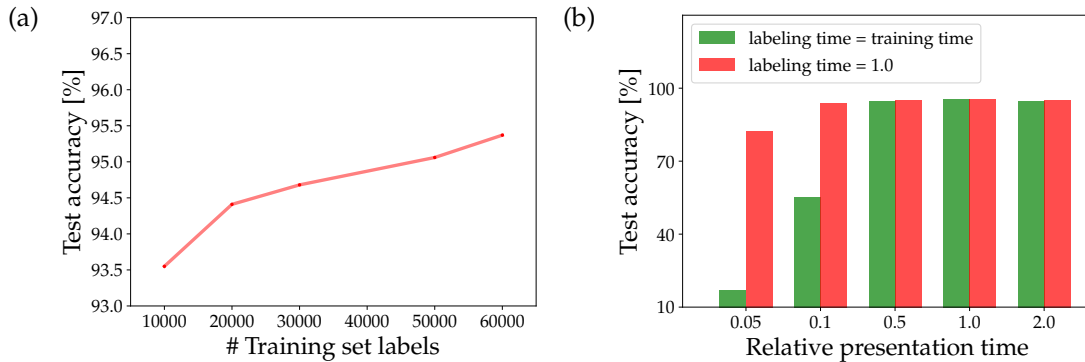 (a)
97.0
96.5
96.0
95.5
95.0
94.5
94.0
93.5
93.0
Test accuracy [%]
10000 20000 30000 40000 50000 60000
# Training set labels
(b)
labeling time = training time
labeling time = 1.0
100
70
40
10
Test accuracy [%]
0.05 0.1 0.5 1.0 2.0
Relative presentation time